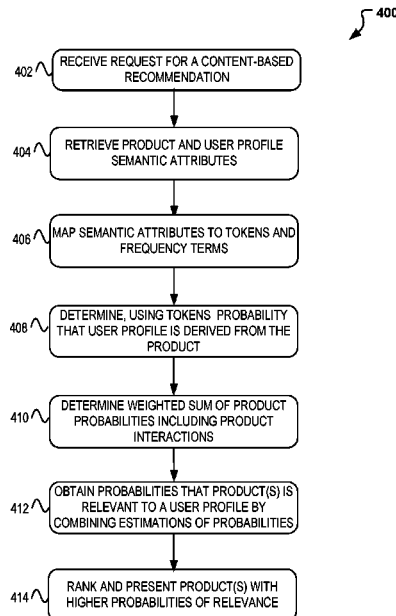 400
402
RECEIVE REQUEST FOR A CONTENT-BASED
RECOMMENDATION
404
RETRIEVE PRODUCT AND USER PROFILE
SEMANTIC ATTRIBUTES
406
MAP SEMANTIC ATTRIBUTES TO TOKENS AND
FREQUENCY TERMS
408
DETERMINE, USING TOKENS PROBABILITY
THAT USER PROFILE IS DERIVED FROM THE
PRODUCT
410
DETERMINE WEIGHTED SUM OF PRODUCT
PROBABILITIES INCLUDING PRODUCT
INTERACTIONS
412
OBTAIN PROBABILITIES THAT PRODUCT(S) IS
RELEVANT TO A USER PROFILE BY
COMBINING ESTIMATIONS OF PROBABILITIES
414
RANK AND PRESENT PRODUCT(S) WITH
HIGHER PROBABILITIES OF RELEVANCE